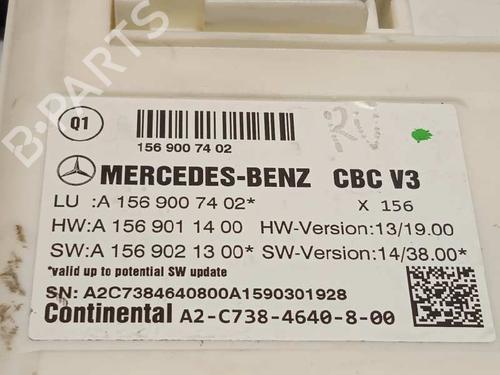 Q1
156 900 74 02
MERCEDES-BENZ CBC V3
LU :A 156 900 74 02* X 156
HW:A 156 901 14 00 HW-Version:13/19.00
SW:A 156 902 13 00* SW-Version:14/38.00*
*valid up to potential SW update
SN: A2C7384640800A1590301928
Continental A2-C738-4640-8-00
B-PARTS